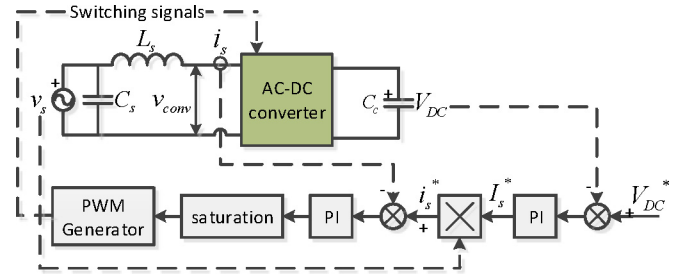 Switching signals
L_s
i_s
v_s
C_s
v_conv
AC-DC
converter
C_c
V_DC
+
+
-
-
i_s^*
I_s^*
V_DC^*
PWM
Generator
saturation
PI
+
PI
+